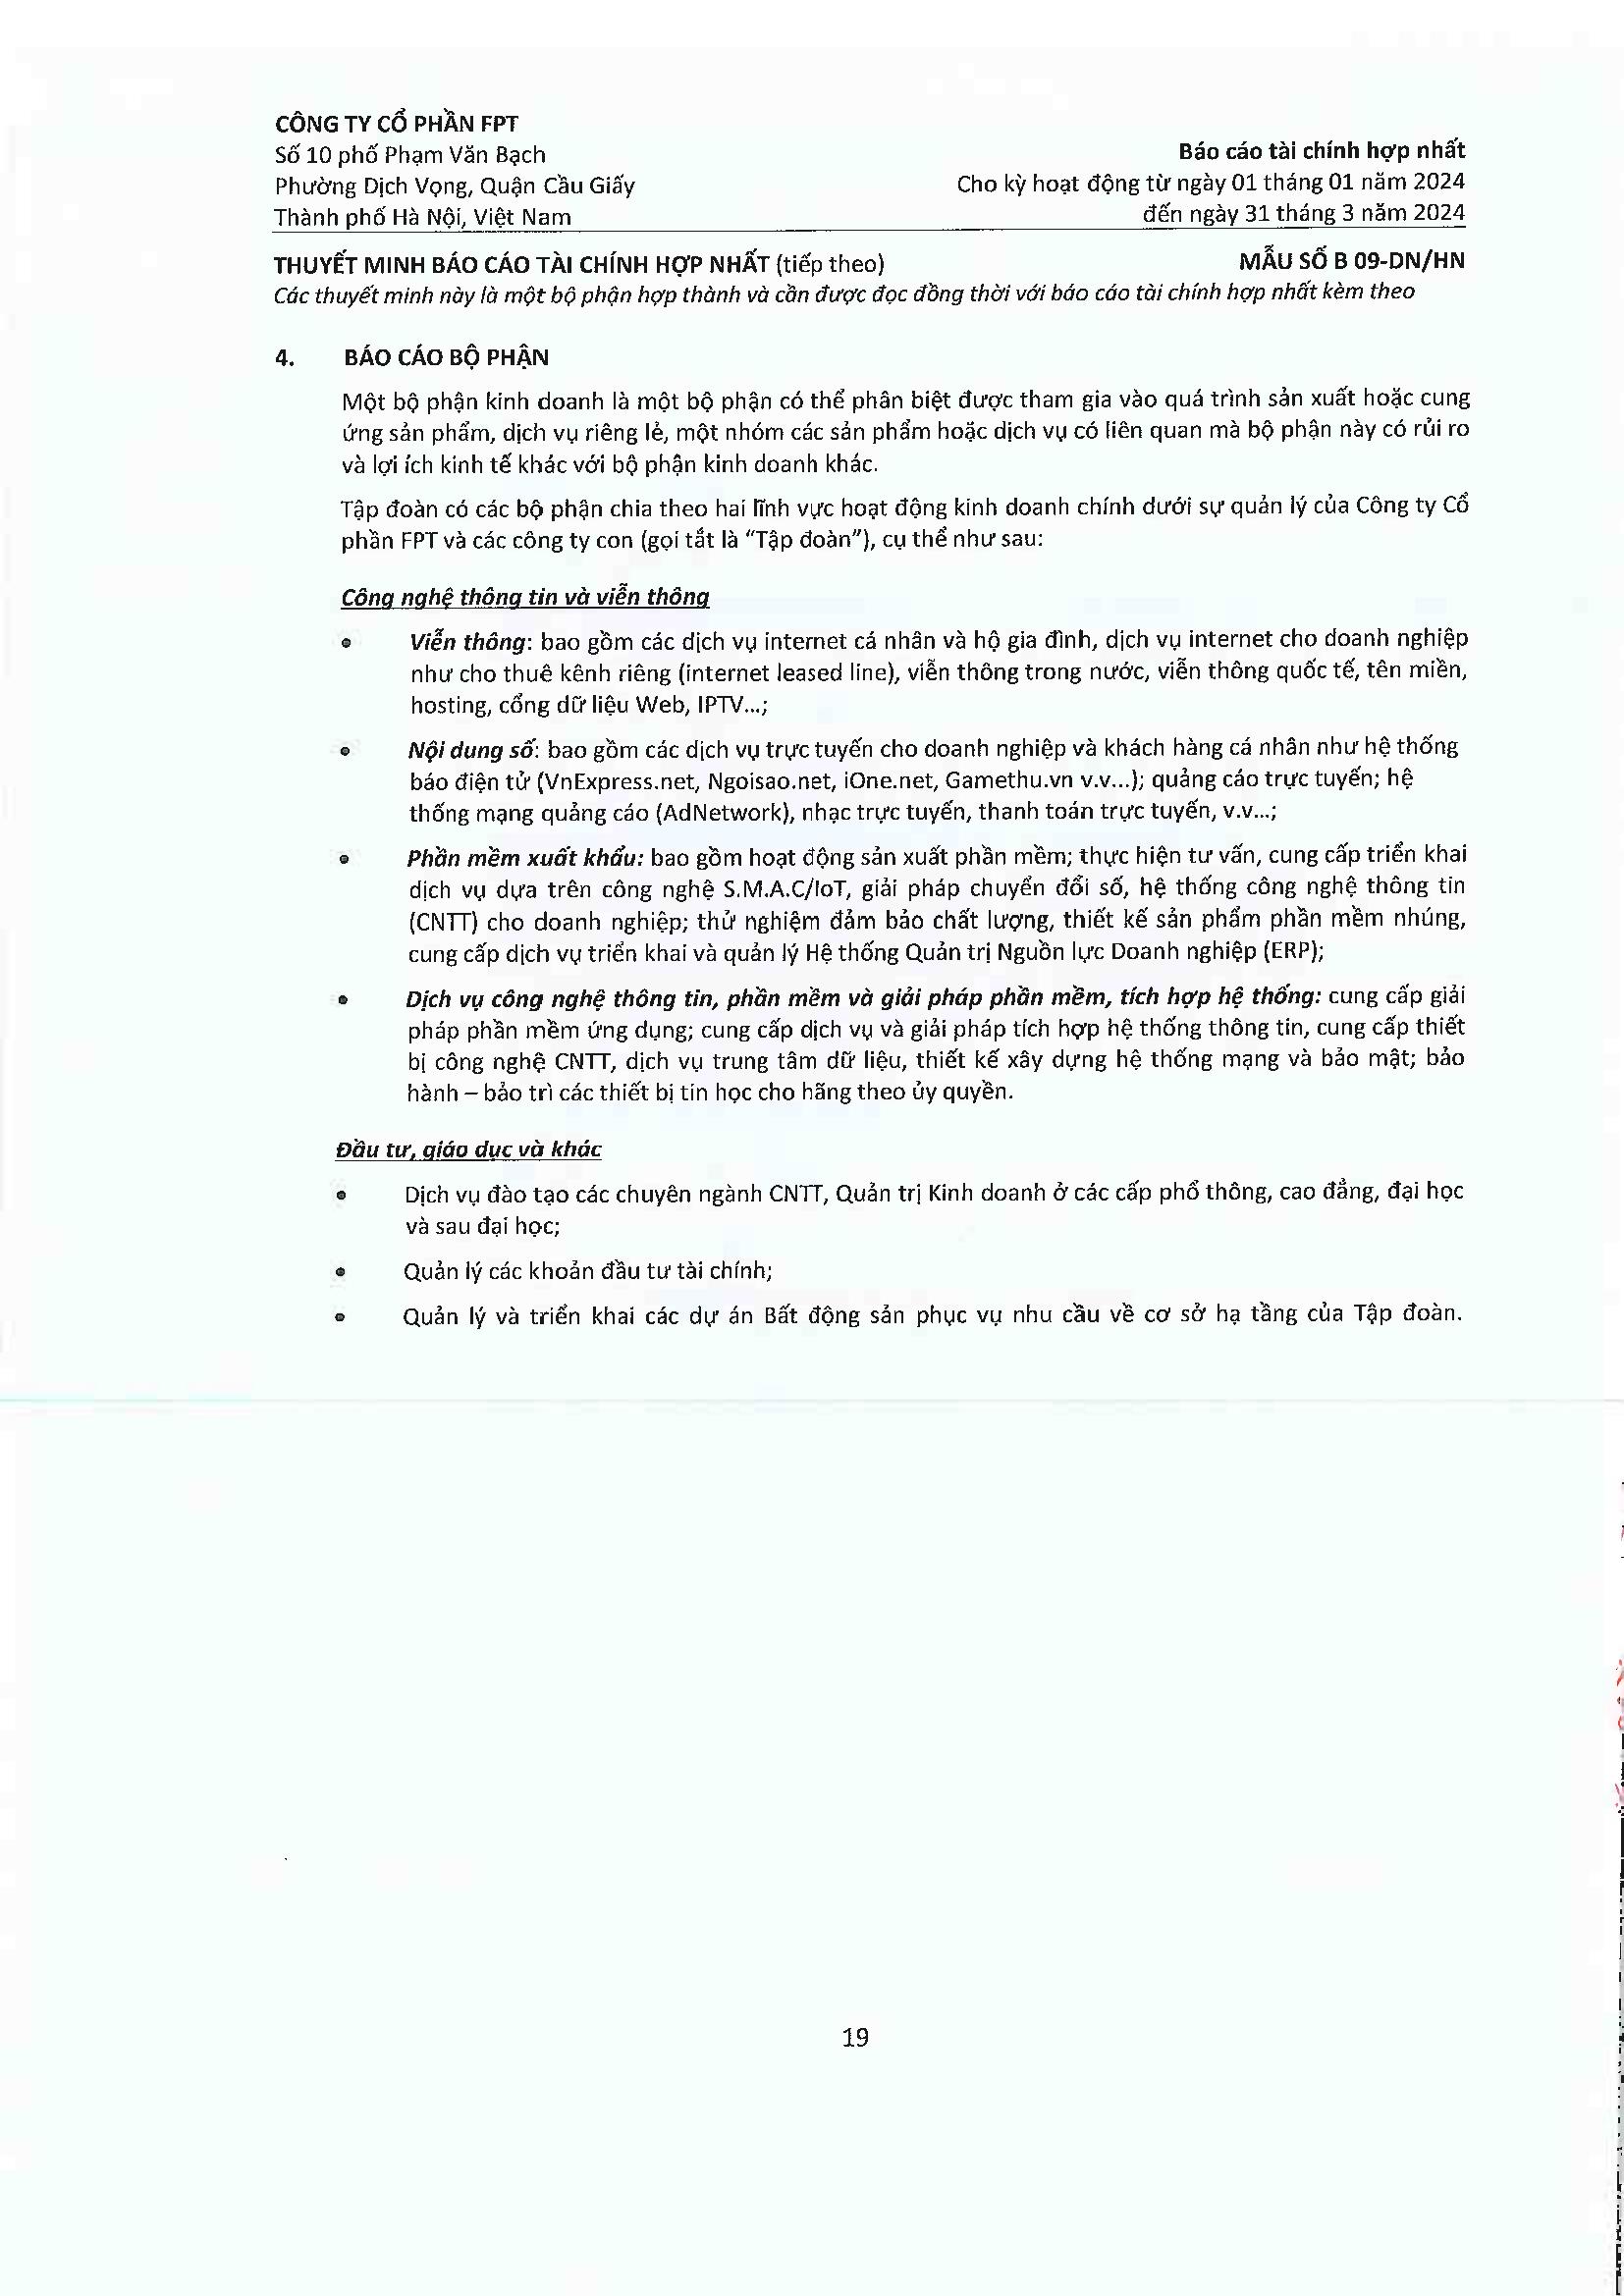 CÔNG TY CỔ PHẦN FPT
Số 10 phố Phạm Văn Bạch
Phường Dịch Vọng, Quận Cầu Giấy
Thành phố Hà Nội, Việt Nam
Báo cáo tài chính hợp nhất
Cho kỳ hoạt động từ ngày 01 tháng 01 năm 2024
đến ngày 31 tháng 3 năm 2024
THUYẾT MINH BÁO CÁO TÀI CHÍNH HỢP NHẤT (tiếp theo) MẪU SỐ B 09-DN/HN
Các thuyết minh này là một bộ phận hợp thành và cần được đọc đồng thời với báo cáo tài chính hợp nhất kèm theo
4. BÁO CÁO BỘ PHẬN
Một bộ phận kinh doanh là một bộ phận có thể phân biệt được tham gia vào quá trình sản xuất hoặc cung
ứng sản phẩm, dịch vụ riêng lẻ, một nhóm các sản phẩm hoặc dịch vụ có liên quan mà bộ phận này có rủi ro
và lợi ích kinh tế khác với bộ phận kinh doanh khác.
Tập đoàn có các bộ phận chia theo hai lĩnh vực hoạt động kinh doanh chính dưới sự quản lý của Công ty Cổ
phần FPT và các công ty con (gọi tắt là “Tập đoàn”), cụ thể như sau:
Công nghệ thông tin và viễn thông
• Viễn thông: bao gồm các dịch vụ internet cá nhân và hộ gia đình, dịch vụ internet cho doanh nghiệp
như cho thuê kênh riêng (internet leased line), viễn thông trong nước, viễn thông quốc tế, tên miền,
hosting, cổng dữ liệu Web, IPTV...;
• Nội dung số: bao gồm các dịch vụ trực tuyến cho doanh nghiệp và khách hàng cá nhân như hệ thống
báo điện tử (VnExpress.net, Ngoisao.net, iOne.net, Gamethu.vn v.v...); quảng cáo trực tuyến; hệ
thống mạng quảng cáo (AdNetwork), nhạc trực tuyến, thanh toán trực tuyến, v.v...;
• Phần mềm xuất khẩu: bao gồm hoạt động sản xuất phần mềm; thực hiện tư vấn, cung cấp triển khai
dịch vụ dựa trên công nghệ S.M.A.C/IoT, giải pháp chuyển đổi số, hệ thống công nghệ thông tin
(CNTT) cho doanh nghiệp; thử nghiệm đảm bảo chất lượng, thiết kế sản phẩm phần mềm nhúng,
cung cấp dịch vụ triển khai và quản lý Hệ thống Quản trị Nguồn lực Doanh nghiệp (ERP);
• Dịch vụ công nghệ thông tin, phần mềm và giải pháp phần mềm, tích hợp hệ thống: cung cấp giải
pháp phần mềm ứng dụng; cung cấp dịch vụ và giải pháp tích hợp hệ thống thông tin, cung cấp thiết
bị công nghệ CNTT, dịch vụ trung tâm dữ liệu, thiết kế xây dựng hệ thống mạng và bảo mật; bảo
hành – bảo trì các thiết bị tin học cho hãng theo ủy quyền.
Đầu tư, giáo dục và khác
• Dịch vụ đào tạo các chuyên ngành CNTT, Quản trị Kinh doanh ở các cấp phổ thông, cao đẳng, đại học
và sau đại học;
• Quản lý các khoản đầu tư tài chính;
• Quản lý và triển khai các dự án Bất động sản phục vụ nhu cầu về cơ sở hạ tầng của Tập đoàn.
19